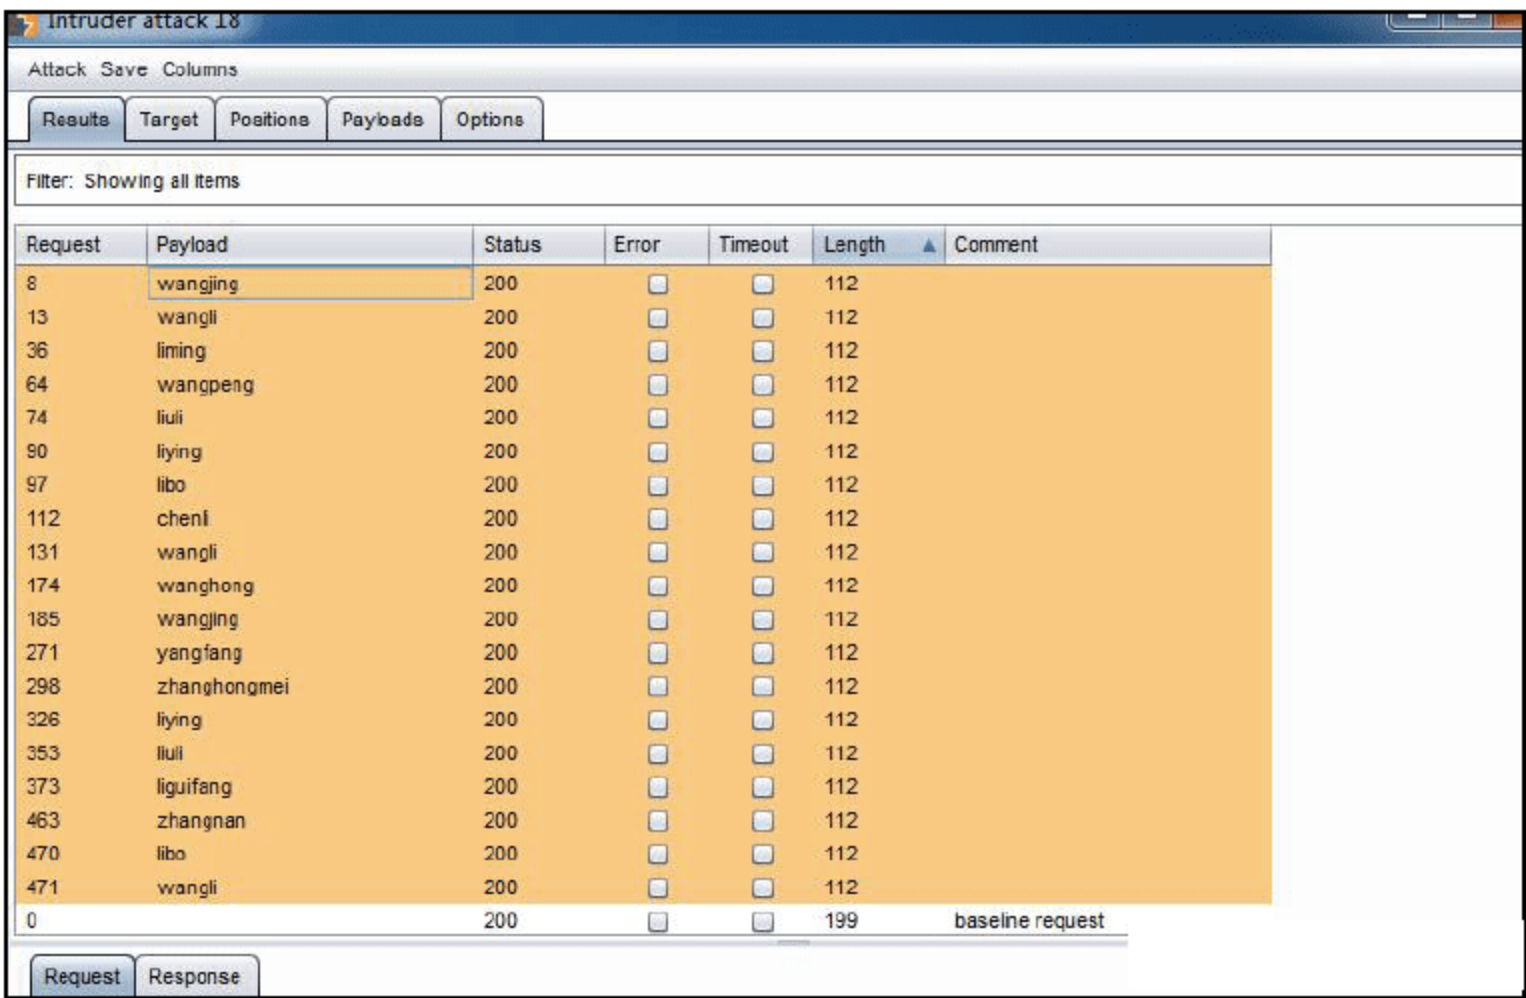 Intruder attack 18
Attack Save Columns
Results Target Positions Payloads Options
Filter: Showing all items
Request Payload Status Error Timeout Length Comment
8 wangjing 200 112
13 wangli 200 112
36 liming 200 112
64 wangpeng 200 112
74 liuli 200 112
90 liying 200 112
97 libo 200 112
112 chenli 200 112
131 wangli 200 112
174 wanghong 200 112
185 wangjing 200 112
271 yangfang 200 112
298 zhanghongmei 200 112
326 liying 200 112
353 liuli 200 112
373 liguifang 200 112
463 zhangnan 200 112
470 libo 200 112
471 wangli 200 112
0 200 199 baseline request
Request Response